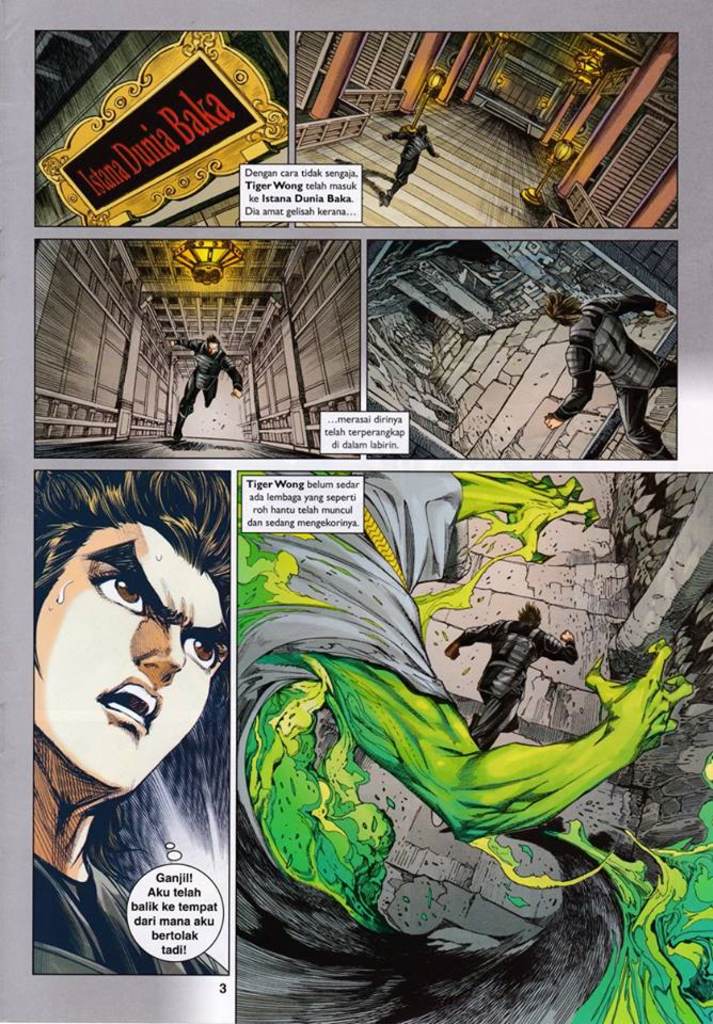 Istana Dunia Baka
Dengan cara tidak sengaja,
Tiger Wong telah masuk
ke Istana Dunia Baka.
Dia amat gelisah kerana...
...merasai dirinya
telah terperangkap
di dalam labirin.
Ganjil!
Aku telah
balik ke tempat
dari mana aku
bertolak
tadi!
Tiger Wong belum sedar
ada lembaga yang seperti
roh hantu telah muncul
dan sedang mengekorinya.
3